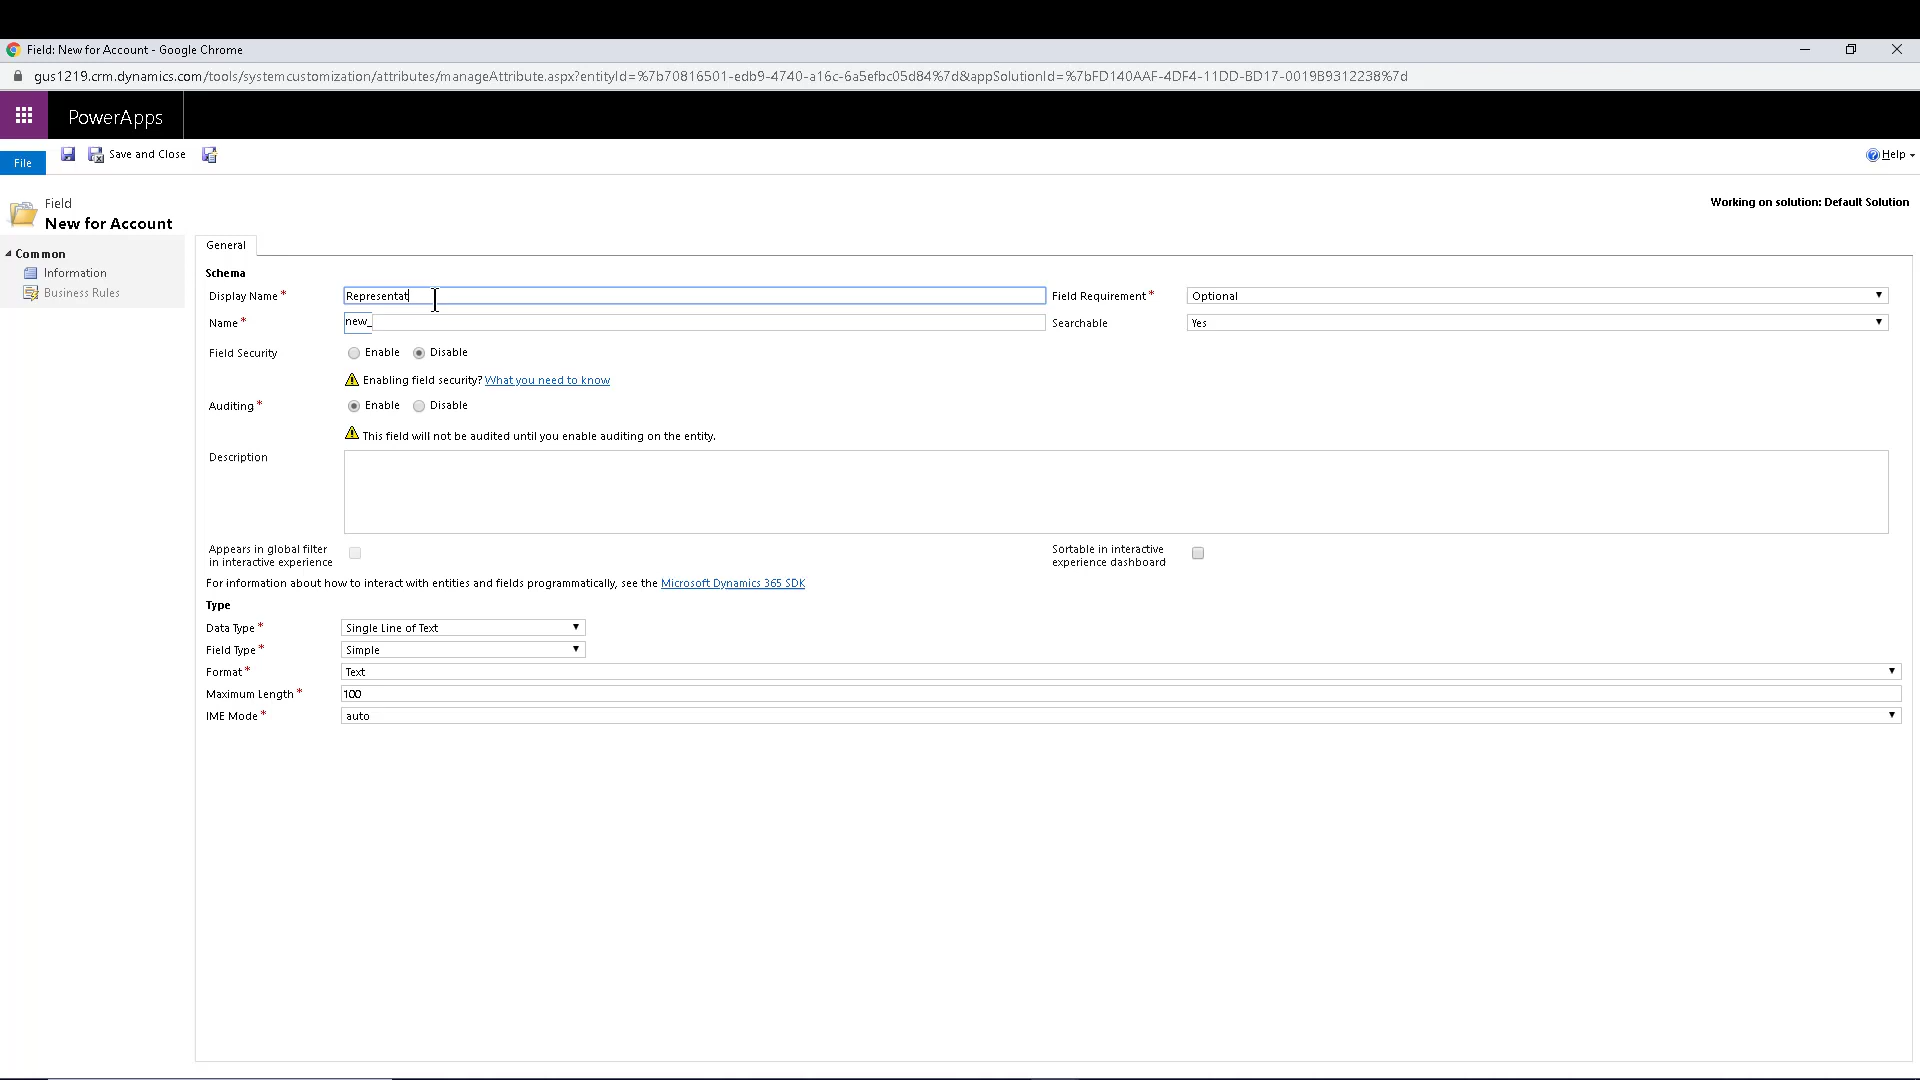 Field: New for Account - Google Chrome
gus1219.crm.dynamics.com/tools/systemcustomization/attributes/manageAttribute.aspx?entityId=%7b70816501-edb9-4740-a16c-6a5efbc05d84%7d&appSolutionId=%7bFD140AAF-4DF4-11DD-BD17-0019B9312238%7d
PowerApps
File Save and Close Help
Field
New for Account
Working on solution: Default Solution
Common
Information
Business Rules
General
Schema
Display Name * Representat Field Requirement * Optional
Name * new_ Searchable Yes
Field Security Enable Disable
Enabling field security? What you need to know
Auditing * Enable Disable
This field will not be audited until you enable auditing on the entity.
Description
Appears in global filter
in interactive experience
Sortable in interactive
experience dashboard
For information about how to interact with entities and fields programmatically, see the Microsoft Dynamics 365 SDK
Type
Data Type * Single Line of Text
Field Type * Simple
Format * Text
Maximum Length * 100
IME Mode * auto